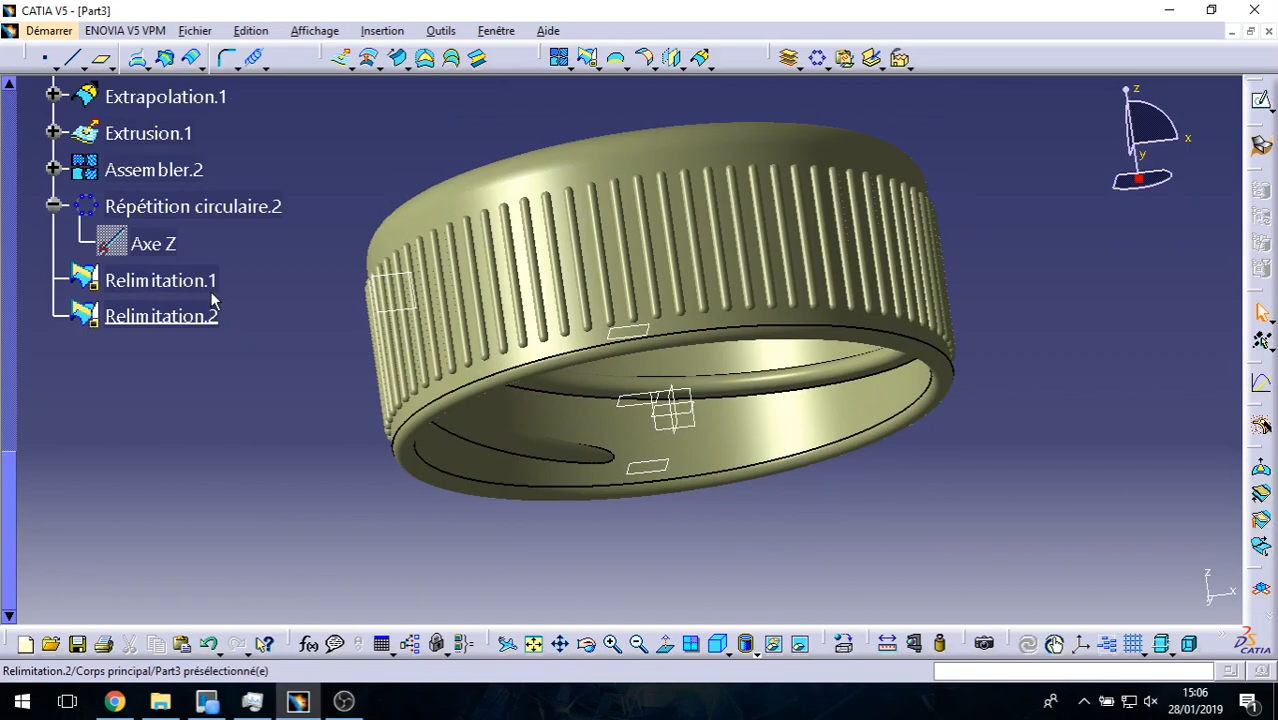 CATIA V5 - [Part3]
Démarrer ENOVIA V5 VPM Fichier Edition Affichage Insertion Outils Fenêtre Aide
Extrapolation.1
Extrusion.1
Assembler.2
Répétition circulaire.2
Axe Z
Relimitation.1
Relimitation.2
z
x
y
z
x
y
f(x)
CATIA
Relimitation.2/Corps principal/Part3 présélectionné(e)
15:06
28/01/2019
1